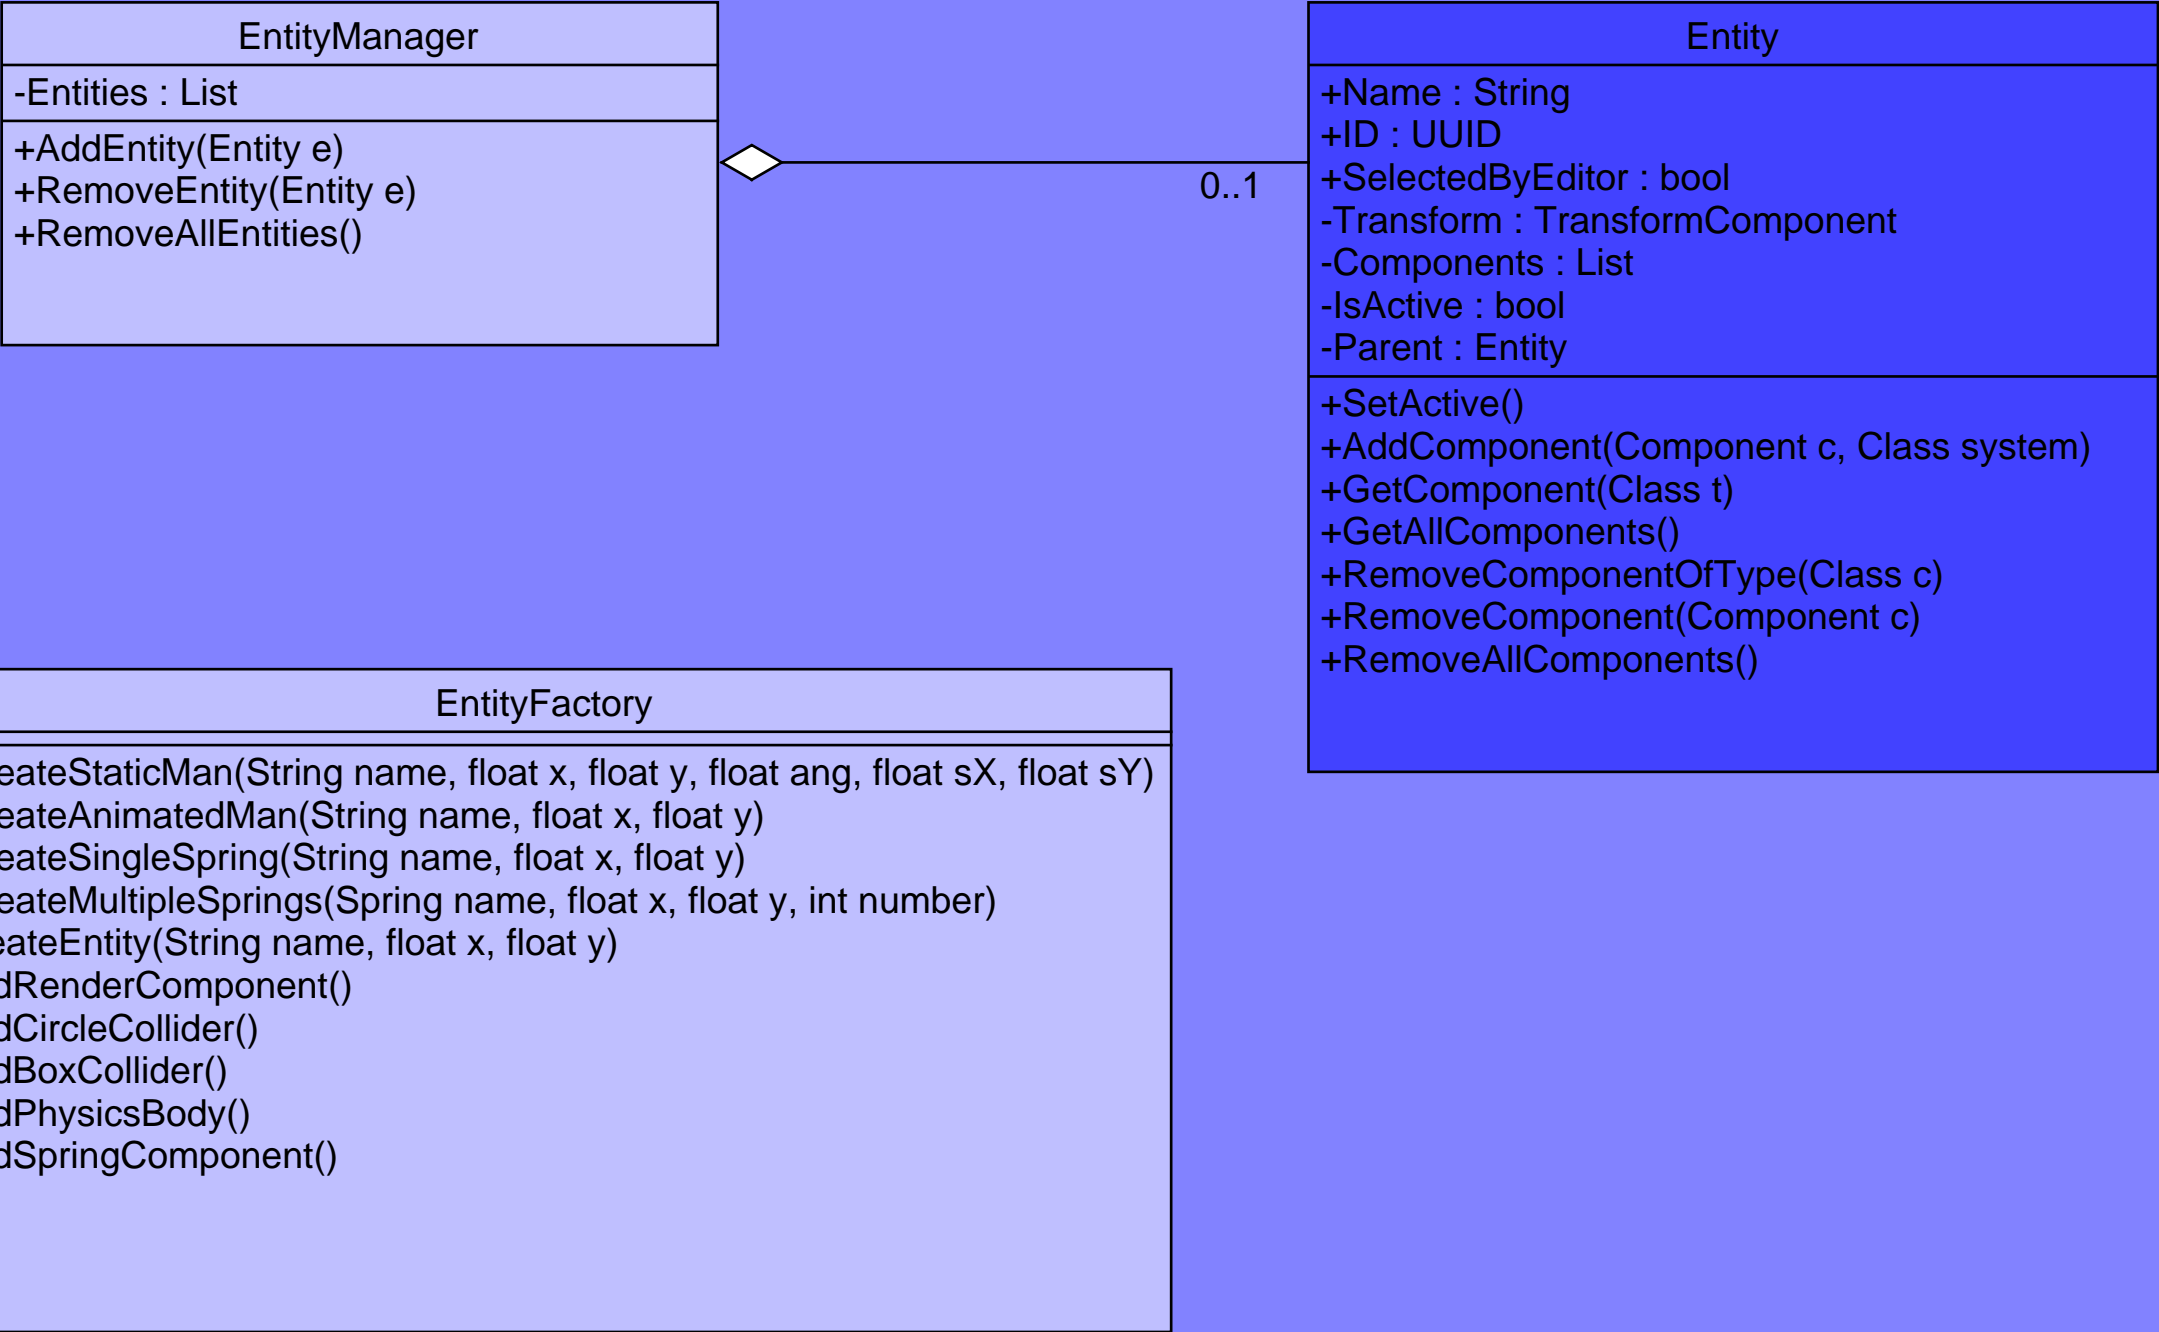 EntityManager
-Entities : List
+AddEntity(Entity e)
+RemoveEntity(Entity e)
+RemoveAllEntities()
0..1
Entity
+Name : String
+ID : UUID
+SelectedByEditor : bool
-Transform : TransformComponent
-Components : List
-IsActive : bool
-Parent : Entity
+SetActive()
+AddComponent(Component c, Class system)
+GetComponent(Class t)
+GetAllComponents()
+RemoveComponentOfType(Class c)
+RemoveComponent(Component c)
+RemoveAllComponents()
EntityFactory
eateStaticMan(String name, float x, float y, float ang, float sX, float sY)
eateAnimatedMan(String name, float x, float y)
eateSingleSpring(String name, float x, float y)
eateMultipleSprings(Spring name, float x, float y, int number)
eateEntity(String name, float x, float y)
dRenderComponent()
dCircleCollider()
dBoxCollider()
dPhysicsBody()
dSpringComponent()